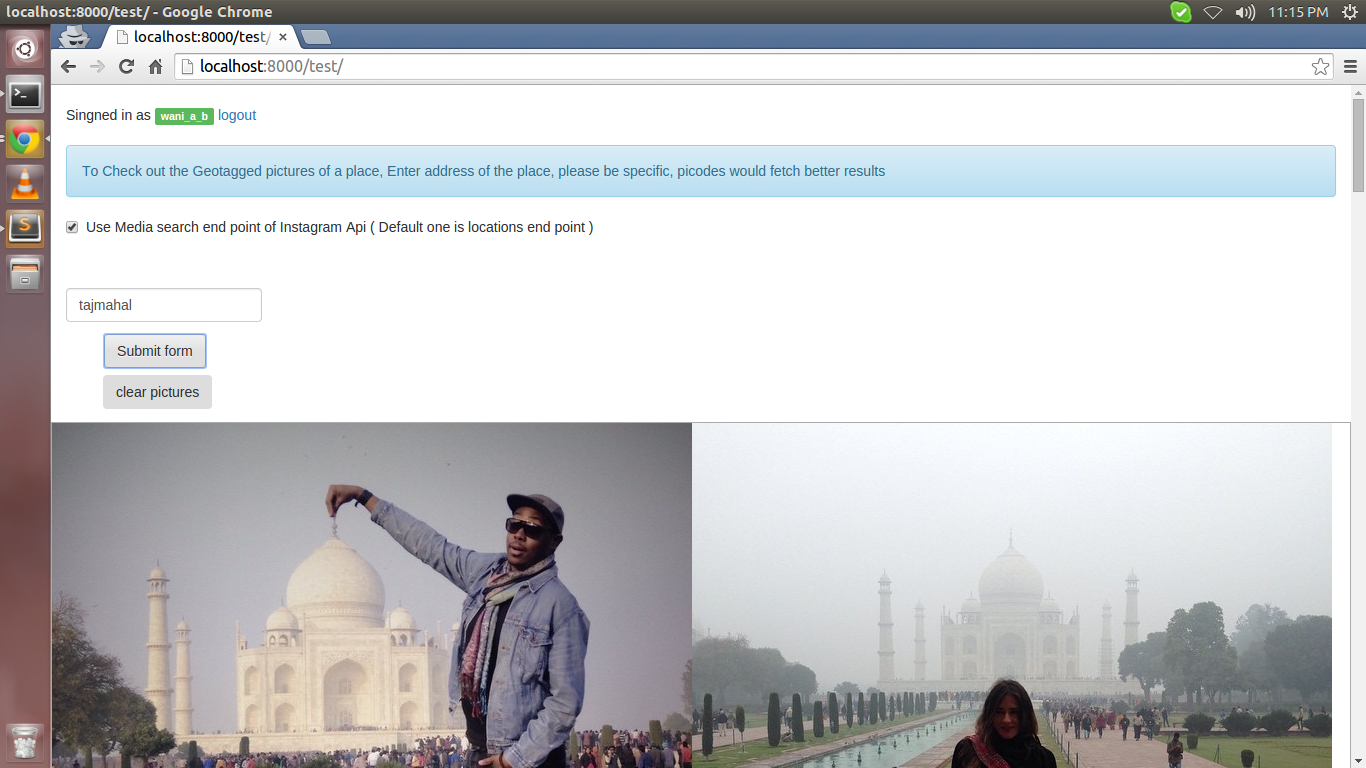 localhost:8000/test/ - Google Chrome
11:15 PM
localhost:8000/test/
localhost:8000/test/
Singned in as wani_a_b logout
To Check out the Geotagged pictures of a place, Enter address of the place, please be specific, picodes would fetch better results
Use Media search end point of Instagram Api ( Default one is locations end point )
tajmahal
Submit form
clear pictures